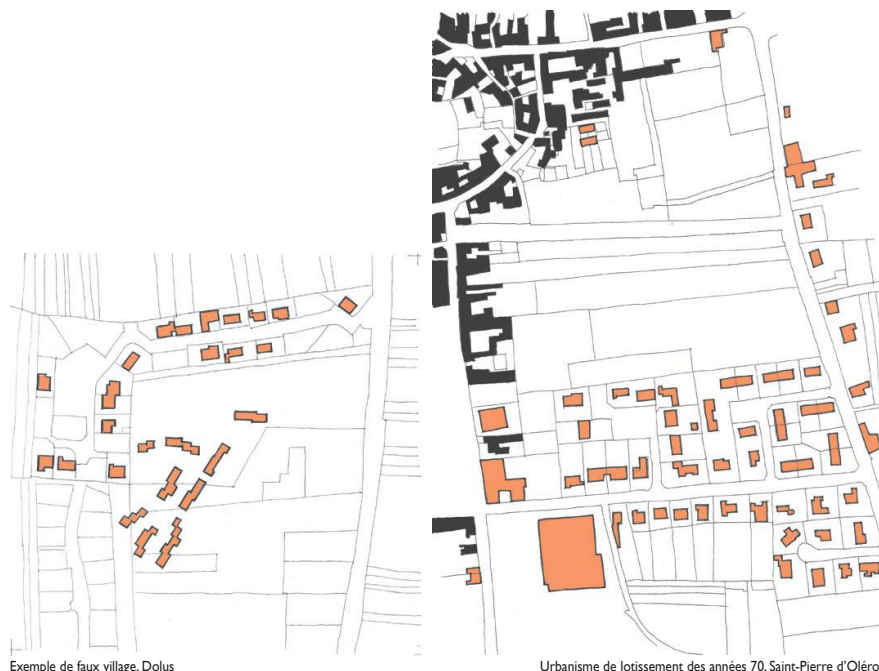 Exemple de faux village. Dolus
Urbanisme de lotissement des années 70. Saint-Pierre d'Oléro